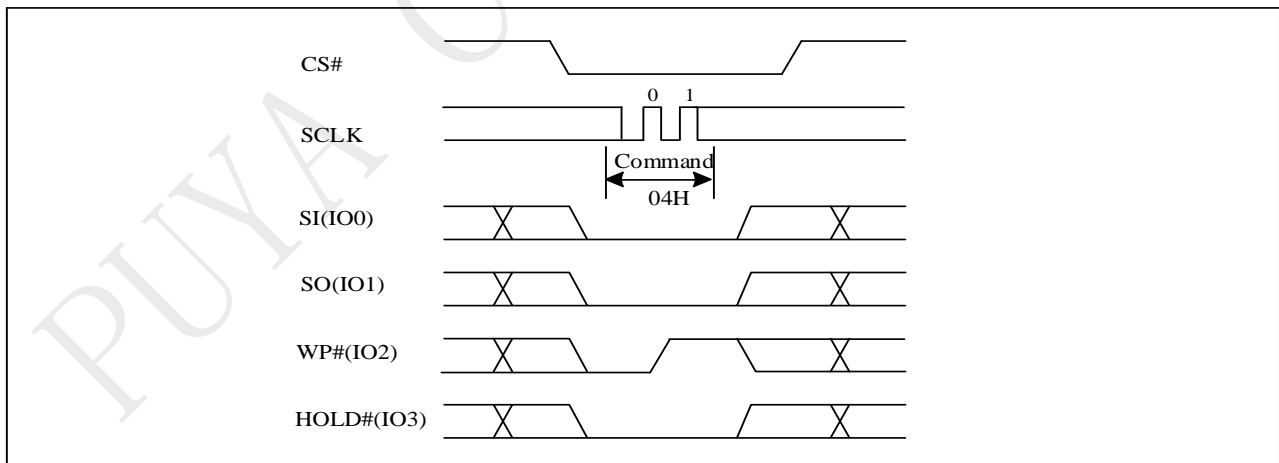 CS#
0 1
SCLK
Command
04H
SI(IO0)
SO(IO1)
WP#(IO2)
HOLD#(IO3)
PUYA